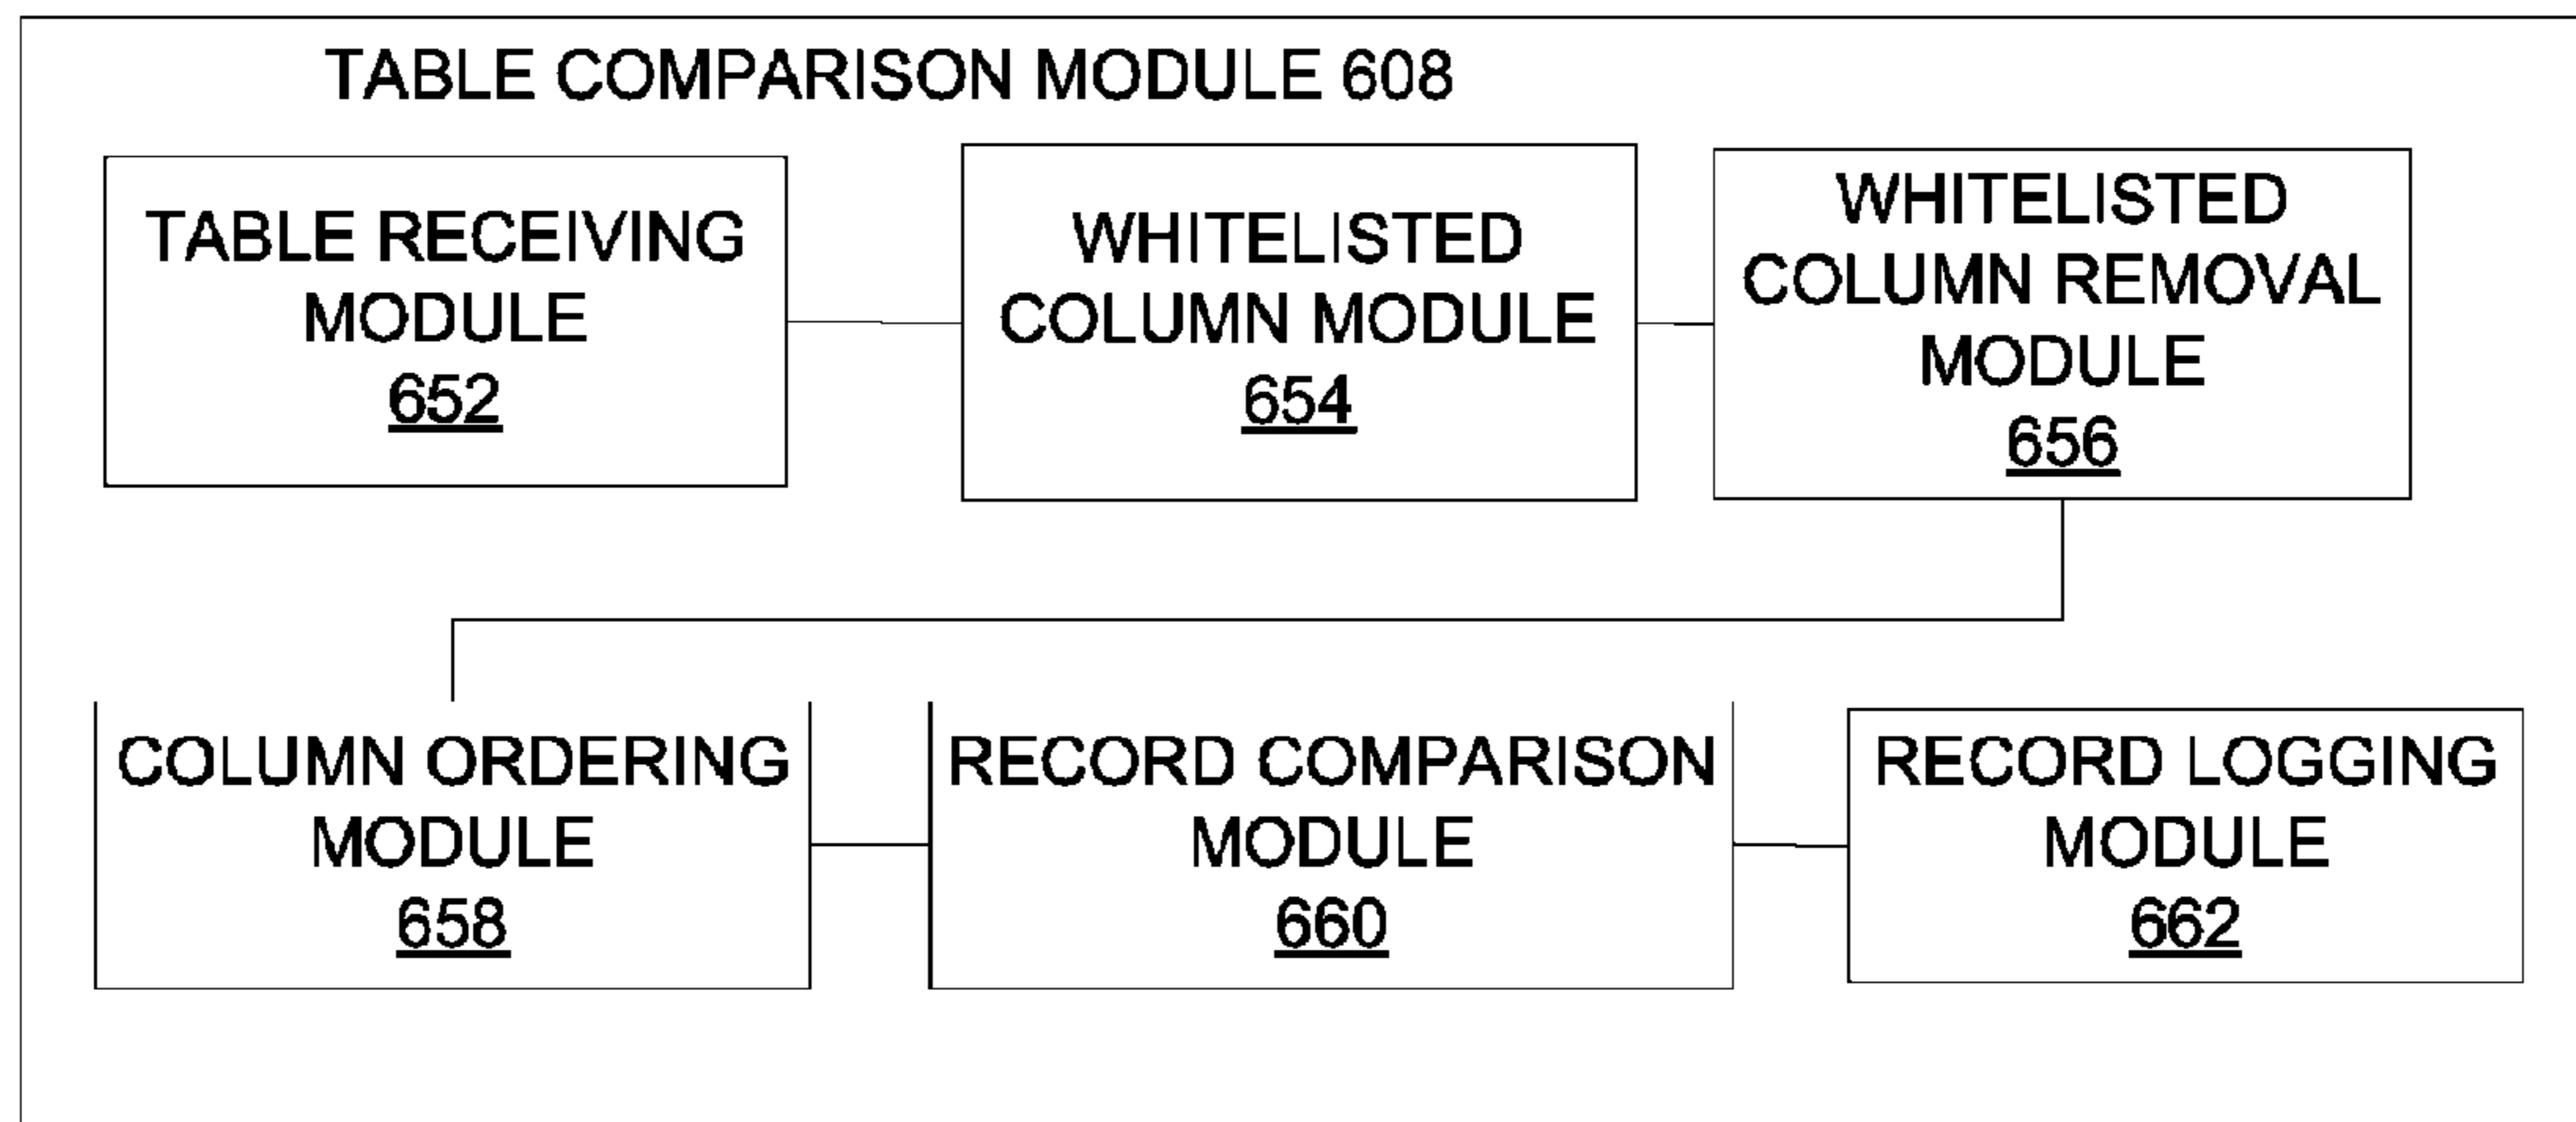 TABLE COMPARISON MODULE 608
TABLE RECEIVING
MODULE
652
WHITELISTED
COLUMN MODULE
654
WHITELISTED
COLUMN REMOVAL
MODULE
656
COLUMN ORDERING
MODULE
658
RECORD COMPARISON
MODULE
660
RECORD LOGGING
MODULE
662